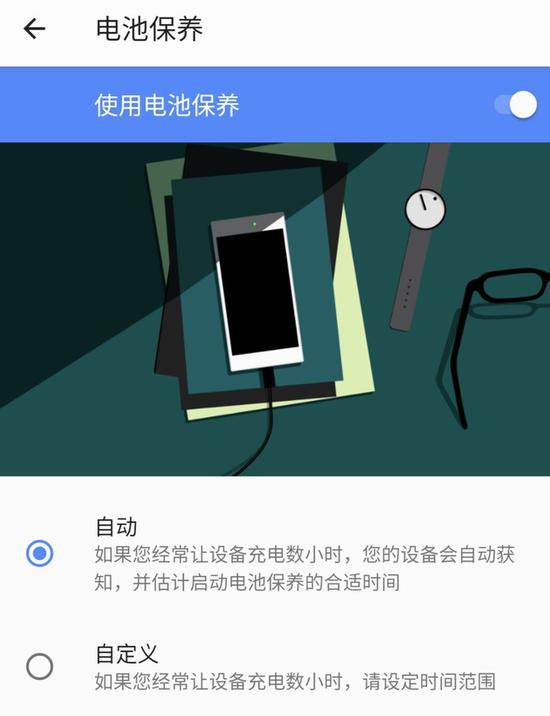 电池保养
使用电池保养
自动
如果您经常让设备充电数小时，您的设备会自动获
知，并估计启动电池保养的合适时间
自定义
如果您经常让设备充电数小时，请设定时间范围